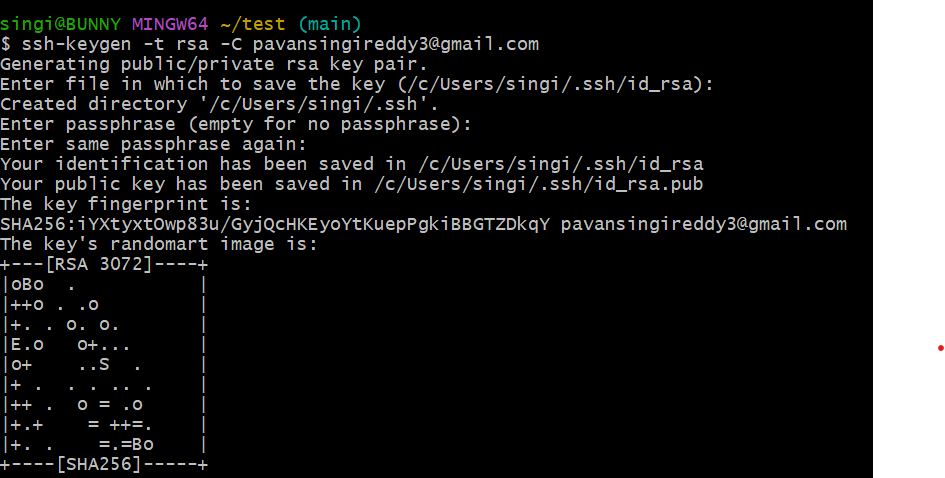 singi@BUNNY MINGW64 ~/test (main)
$ ssh-keygen -t rsa -C pavansingireddy3@gmail.com
Generating public/private rsa key pair.
Enter file in which to save the key (/c/Users/singi/.ssh/id_rsa):
Created directory '/c/Users/singi/.ssh'.
Enter passphrase (empty for no passphrase):
Enter same passphrase again:
Your identification has been saved in /c/Users/singi/.ssh/id_rsa
Your public key has been saved in /c/Users/singi/.ssh/id_rsa.pub
The key fingerprint is:
SHA256:iYXtyxtOwp83u/GyjQcHKEyoYtKuepPgkiBBGTZDkqY pavansingireddy3@gmail.com
The key's randomart image is:
+---[RSA 3072]----+
|oBo  .           |
|++o . .o         |
|+. . o. o.       |
|E.o   o+...      |
|o+    ..S  .     |
|+ .  . . .. .    |
|++ .  o = .o     |
|+.+    = ++=.    |
|+. .    =.=Bo    |
+----[SHA256]-----+